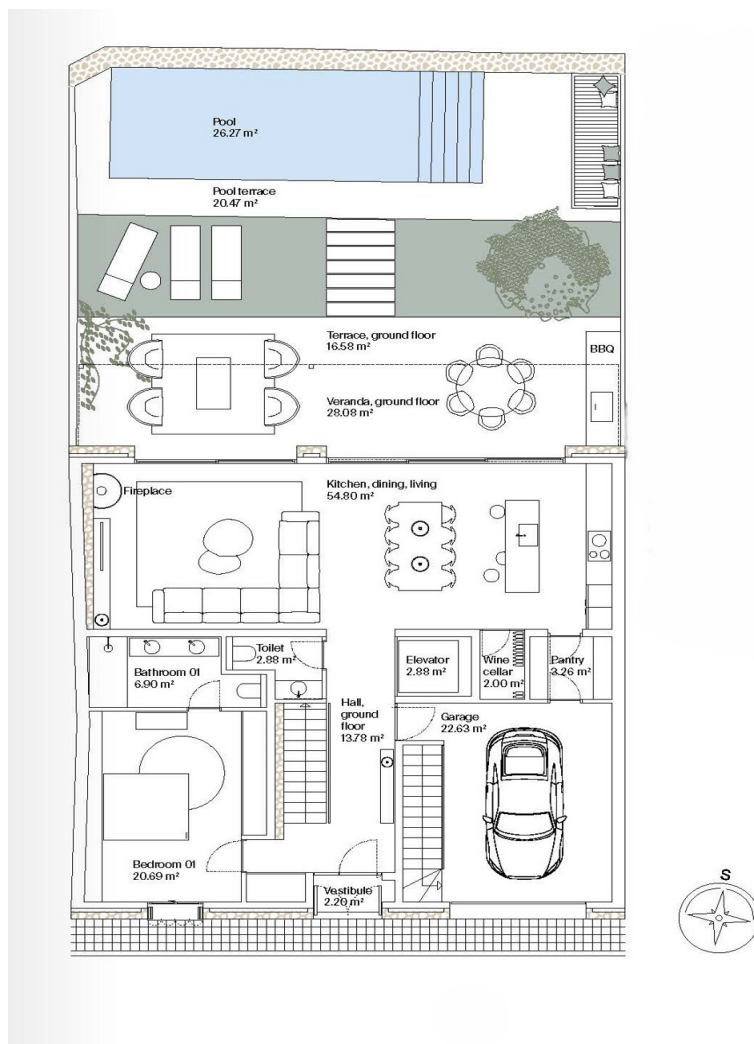 Pool
26.27 m²
Pool terrace
20.47 m²
Terrace, ground floor
16.58 m²
BBQ
Veranda, ground floor
28.08 m²
Fireplace
Kitchen, dining, living
54.80 m²
Toilet
2.88 m²
Bathroom 01
6.90 m²
Elevator
2.88 m²
Wine
cellar
2.00 m²
Pantry
3.26 m²
Hall,
ground
floor
13.78 m²
Garage
22.63 m²
Bedroom 01
20.69 m²
Vestibule
2.20 m²
S